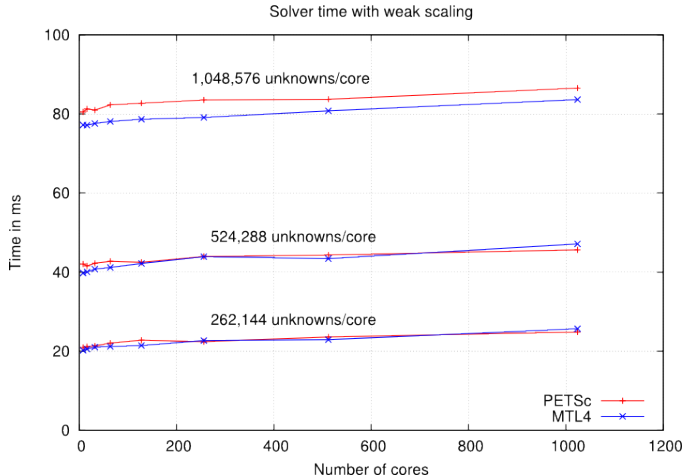 Solver time with weak scaling
100
80
60
40
20
0
Time in ms
1,048,576 unknowns/core
524,288 unknowns/core
262,144 unknowns/core
PETSc
MTL4
0 200 400 600 800 1000 1200
Number of cores